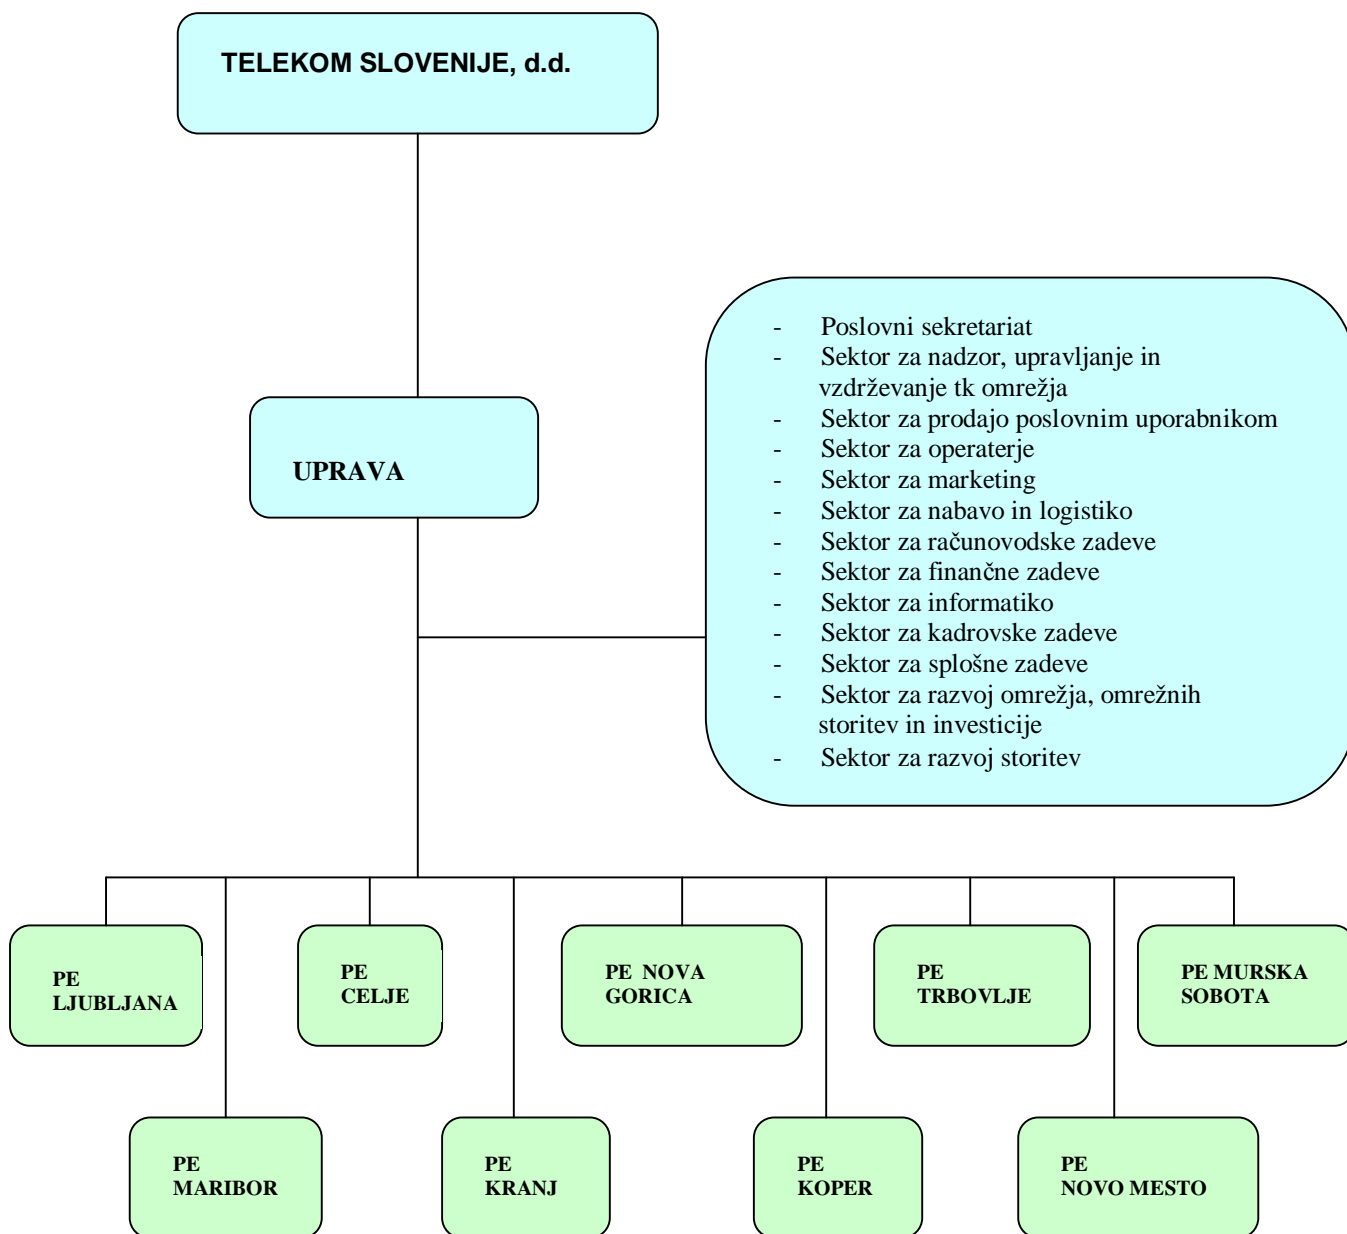 TELEKOM SLOVENIJE, d.d.
- Poslovni sekretariat
- Sektor za nadzor, upravljanje in
vzdrževanje tk omrežja
- Sektor za prodajo poslovnim uporabnikom
- Sektor za operaterje
- Sektor za marketing
- Sektor za nabavo in logistiko
- Sektor za računovodske zadeve
- Sektor za finančne zadeve
- Sektor za informatiko
- Sektor za kadrovske zadeve
- Sektor za splošne zadeve
- Sektor za razvoj omrežja, omrežnih
storitev in investicije
- Sektor za razvoj storitev
UPRAVA
PE
LJUBLJANA
PE
CELJE
PE NOVA
GORICA
PE
TRBOVLJE
PE MURSKA
SOBOTA
PE
MARIBOR
PE
KRANJ
PE
KOPER
PE
NOVO MESTO